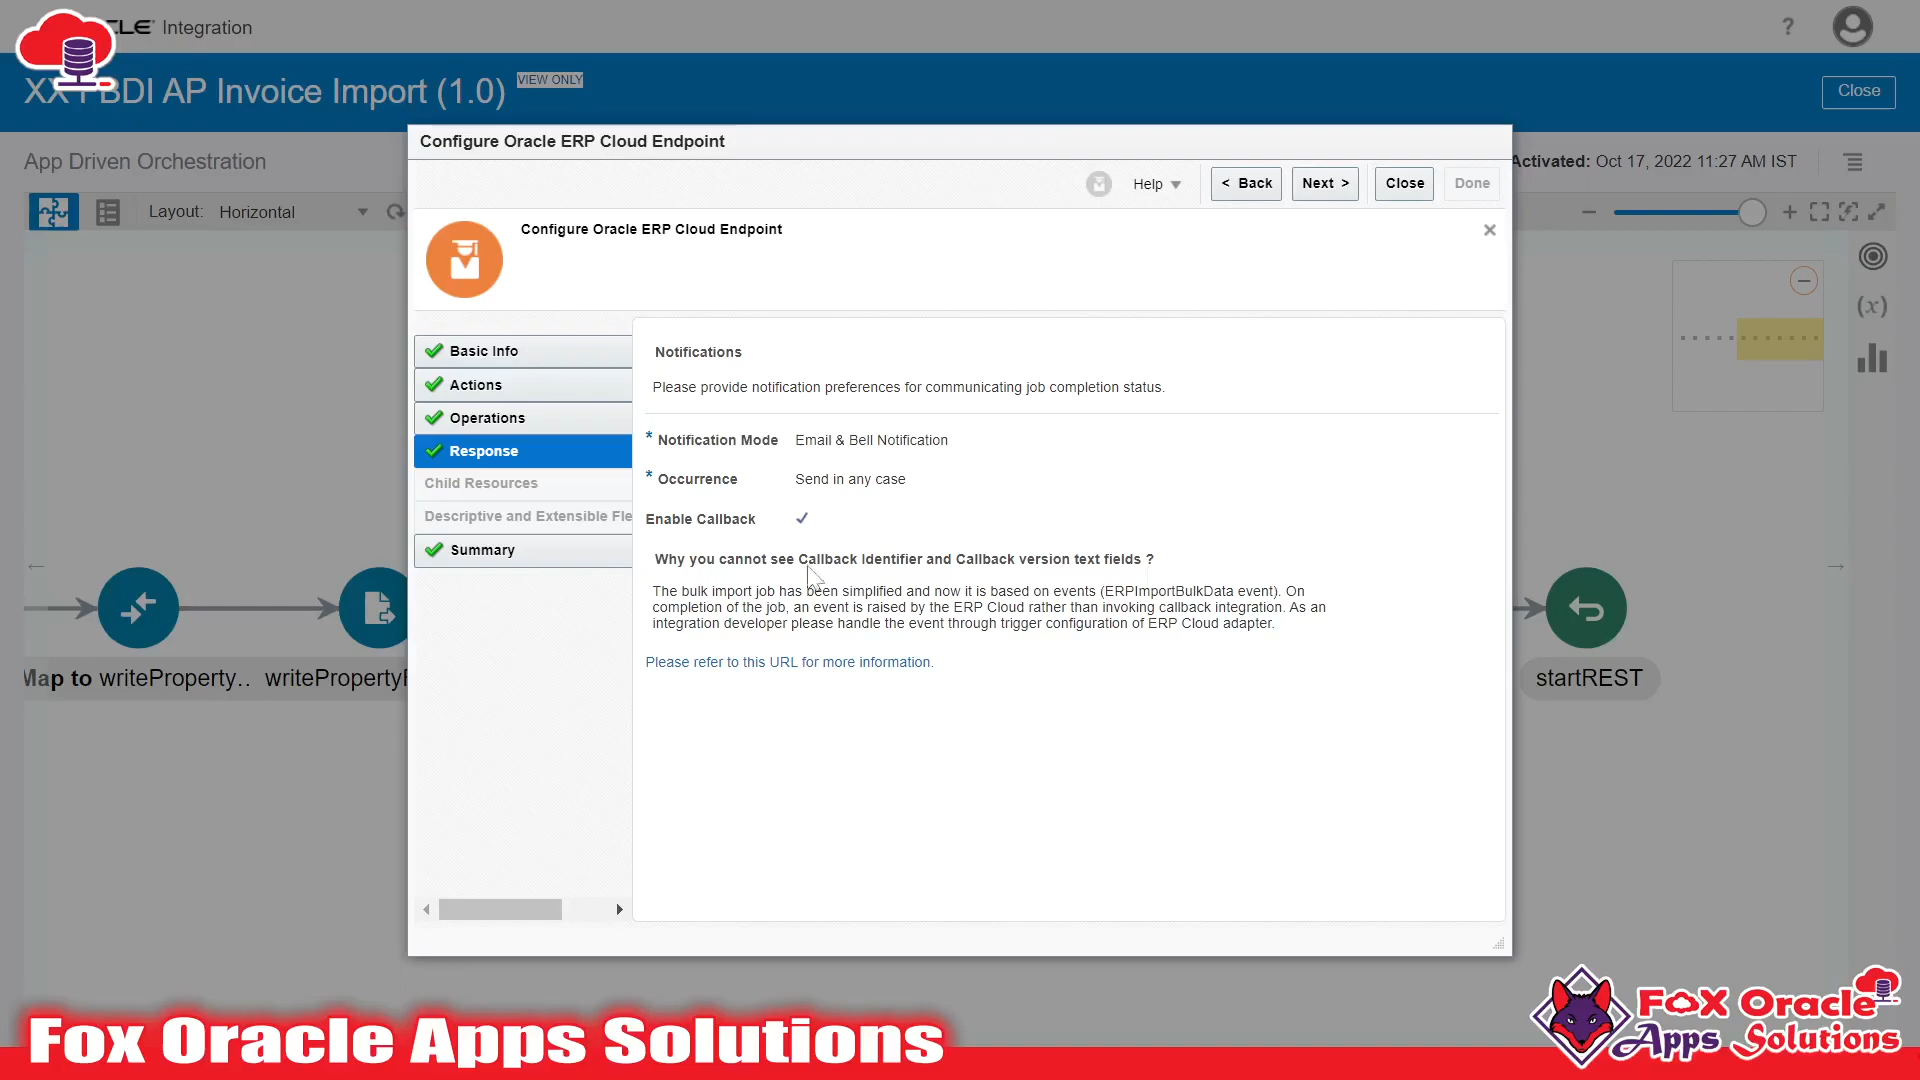 Integration
XX
BDI AP Invoice Import (1.0)
VIEW ONLY
Close
App Driven Orchestration
Activated: Oct 17, 2022 11:27 AM IST
Layout: Horizontal
Configure Oracle ERP Cloud Endpoint
Help
< Back
Next >
Close
Done
Configure Oracle ERP Cloud Endpoint
Basic Info
Actions
Operations
Response
Child Resources
Descriptive and Extensible Fle
Summary
Notifications
Please provide notification preferences for communicating job completion status.
* Notification Mode Email & Bell Notification
* Occurrence Send in any case
Enable Callback
Why you cannot see Callback Identifier and Callback version text fields ?
The bulk import job has been simplified and now it is based on events (ERPImportBulkData event). On
completion of the job, an event is raised by the ERP Cloud rather than invoking callback integration. As an
integration developer please handle the event through trigger configuration of ERP Cloud adapter.
Please refer to this URL for more information.
Map to writeProperty..
writeProperty
startREST
(x)
Fox Oracle Apps Solutions
Fox Oracle
Apps Solutions